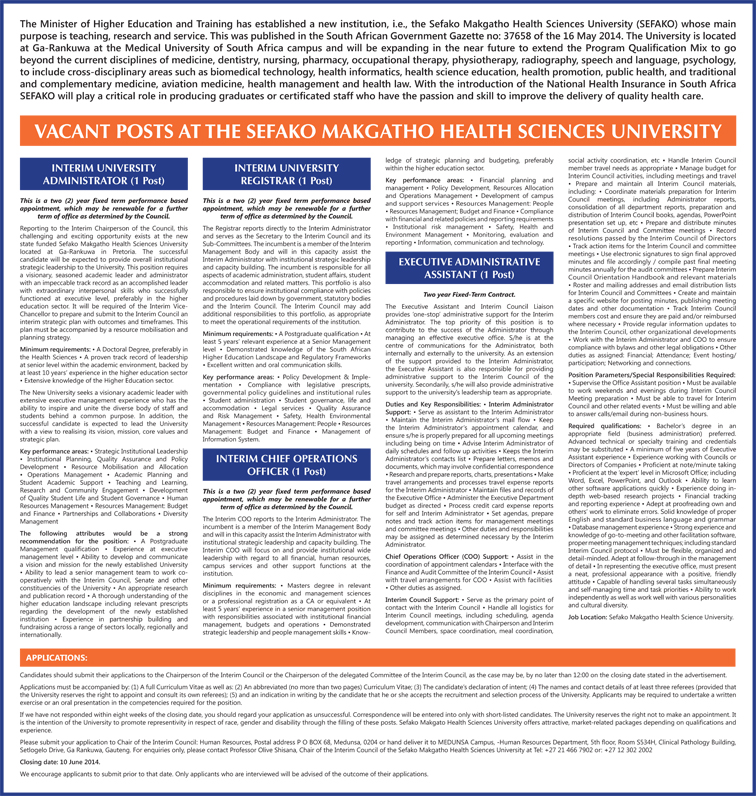 The Minister of Higher Education and Training has established a new institution, i.e., the Sefako Makgatho Health Sciences University (SEFAKO) whose main
purpose is teaching, research and service. This was published in the South African Government Gazette no: 37658 of the 16 May 2014. The University is located
at Ga-Rankuwa at the Medical University of South Africa campus and will be expanding in the near future to extend the Program Qualification Mix to go
beyond the current disciplines of medicine, dentistry, nursing, pharmacy, occupational therapy, physiotherapy, radiography, speech and language, psychology,
to include cross-disciplinary areas such as biomedical technology, health informatics, health science education, health promotion, public health, and traditional
and complementary medicine, aviation medicine, health management and health law. With the introduction of the National Health Insurance in South Africa
SEFAKO will play a critical role in producing graduates or certificated staff who have the passion and skill to improve the delivery of quality health care.
VACANT POSTS AT THE SEFAKO MAKGATHO HEALTH SCIENCES UNIVERSITY
INTERIM UNIVERSITY
ADMINISTRATOR (1 Post)
This is a two (2) year fixed term performance based
appointment, which may be renewable for a further
term of office as determined by the Council.
Reporting to the Interim Chairperson of the Council, this
challenging and exciting opportunity exists at the new
state funded Sefako Makgatho Health Sciences University
located at Ga-Rankuwa in Pretoria. The successful
candidate will be expected to provide overall institutional
strategic leadership to the University. This position requires
a visionary, seasoned academic leader and administrator
with an impeccable track record as an accomplished leader
with extraordinary interpersonal skills who successfully
functioned at executive level, preferably in the higher
education sector. It will be required of the Interim Vice-
Chancellor to prepare and submit to the Interim Council an
interim strategic plan with outcomes and timeframes. This
plan must be accompanied by a resource mobilisation and
planning strategy.
Minimum requirements: • A Doctoral Degree, preferably in
the Health Sciences • A proven track record of leadership
at senior level within the academic environment, backed by
at least 10 years' experience in the higher education sector
• Extensive knowledge of the Higher Education sector.
The New University seeks a visionary academic leader with
extensive executive management experience who has the
ability to inspire and unite the diverse body of staff and
students behind a common purpose. In addition, the
successful candidate is expected to lead the University
with a view to realising its vision, mission, core values and
strategic plan.
Key performance areas: • Strategic Institutional Leadership
• Institutional Planning, Quality Assurance and Policy
Development • Resource Mobilisation and Allocation
• Operations Management • Academic Planning and
Student Academic Support • Teaching and Learning,
Research and Community Engagement • Development
of Quality Student Life and Student Governance • Human
Resources Management • Resources Management: Budget
and Finance • Partnerships and Collaborations • Diversity
Management
The following attributes would be a strong
recommendation for the position: • A Postgraduate
Management qualification • Experience at executive
management level • Ability to develop and communicate
a vision and mission for the newly established University
• Ability to lead a senior management team to work co-
operatively with the Interim Council, Senate and other
constituencies of the University • An appropriate research
and publication record • A thorough understanding of the
higher education landscape including relevant prescripts
regarding the development of the newly established
institution • Experience in partnership building and
fundraising across a range of sectors locally, regionally and
internationally.
INTERIM UNIVERSITY
REGISTRAR (1 Post)
This is a two (2) year fixed term performance based
appointment, which may be renewable for a further
term of office as determined by the Council.
The Registrar reports directly to the Interim Administrator
and serves as the Secretary to the Interim Council and its
Sub-Committees. The incumbent is a member of the Interim
Management Body and will in this capacity assist the
Interim Administrator with institutional strategic leadership
and capacity building. The incumbent is responsible for all
aspects of academic administration, student affairs, student
accommodation and related matters. This portfolio is also
responsible to ensure institutional compliance with policies
and procedures laid down by government, statutory bodies
and the Interim Council. The Interim Council may add
additional responsibilities to this portfolio, as appropriate
to meet the operational requirements of the institution.
Minimum requirements: • A Postgraduate qualification • At
least 5 years' relevant experience at a Senior Management
level • Demonstrated knowledge of the South African
Higher Education Landscape and Regulatory Frameworks
• Excellent written and oral communication skills.
Key performance areas: • Policy Development & Imple-
mentation • Compliance with legislative prescripts,
governmental policy guidelines and institutional rules
• Student administration • Student governance, life and
accommodation • Legal services • Quality Assurance
and Risk Management • Safety, Health Environmental
Management • Resources Management: People • Resources
Management: Budget and Finance • Management of
Information System.
INTERIM CHIEF OPERATIONS
OFFICER (1 Post)
This is a two (2) year fixed term performance based
appointment, which may be renewable for a further
term of office as determined by the Council.
The Interim COO reports to the Interim Administrator. The
incumbent is a member of the Interim Management Body
and will in this capacity assist the Interim Administrator with
institutional strategic leadership and capacity building. The
Interim COO will focus on and provide institutional wide
leadership with regard to all financial, human resources,
campus services and other support functions at the
institution.
Minimum requirements: • Masters degree in relevant
disciplines in the economic and management sciences
or a professional registration as a CA or equivalent • At
least 5 years' experience in a senior management position
with responsibilities associated with institutional financial
management, budgets and operations • Demonstrated
strategic leadership and people management skills • Know-
ledge of strategic planning and budgeting, preferably
within the higher education sector.
Key performance areas: • Financial planning and
management • Policy Development, Resources Allocation
and Operations Management • Development of campus
and support services • Resources Management: People
• Resources Management: Budget and Finance • Compliance
with financial and related policies and reporting requirements
• Institutional risk management • Safety, Health and
Environment Management • Monitoring, evaluation and
reporting • Information, communication and technology.
EXECUTIVE ADMINISTRATIVE
ASSISTANT (1 Post)
Two year Fixed-Term Contract.
The Executive Assistant and Interim Council Liaison
provides 'one-stop' administrative support for the Interim
Administrator. The top priority of this position is to
contribute to the success of the Administrator through
managing an effective executive office. S/he is at the
centre of communications for the Administrator, both
internally and externally to the university. As an extension
of the support provided to the Interim Administrator,
the Executive Assistant is also responsible for providing
administrative support to the Interim Council of the
university. Secondarily, s/he will also provide administrative
support to the university's leadership team as appropriate.
Duties and Key Responsibilities: • Interim Administrator
Support: • Serve as assistant to the Interim Administrator
• Maintain the Interim Administrator's mail flow • Keep
the Interim Administrator's appointment calendar, and
ensure s/he is properly prepared for all upcoming meetings
including being on time • Advise Interim Administrator of
daily schedules and follow up activities • Keeps the Interim
Administrator's contacts list • Prepare letters, memos and
documents, which may involve confidential correspondence
• Research and prepare reports, charts, presentations • Make
travel arrangements and processes travel expense reports
for the Interim Administrator • Maintain files and records of
the Executive Office • Administer the Executive Department
budget as directed • Process credit card expense reports
for self and Interim Administrator • Set agendas, prepare
notes and track action items for management meetings
and committee meetings • Other duties and responsibilities
may be assigned as determined necessary by the Interim
Administrator.
Chief Operations Officer (COO) Support: • Assist in the
coordination of appointment calendars • Interface with the
Finance and Audit Committee of the Interim Council • Assist
with travel arrangements for COO • Assist with facilities
• Other duties as assigned.
Interim Council Support: • Serve as the primary point of
contact with the Interim Council • Handle all logistics for
Interim Council meetings, including scheduling, agenda
development, communication with Chairperson and Interim
Council Members, space coordination, meal coordination,
social activity coordination, etc • Handle Interim Council
member travel needs as appropriate • Manage budget for
Interim Council activities, including meetings and travel
• Prepare and maintain all Interim Council materials,
including: • Coordinate materials preparation for Interim
Council meetings, including Administrator reports,
consolidation of all department reports, preparation and
distribution of Interim Council books, agendas, PowerPoint
presentation set up, etc • Prepare and distribute minutes
of Interim Council and Committee meetings • Record
resolutions passed by the Interim Council of Directors
• Track action items for the Interim Council and committee
meetings • Use electronic signatures to sign final approved
minutes and file accordingly / compile past final meeting
minutes annually for the audit committees • Prepare Interim
Council Orientation Handbook and relevant materials
• Roster and mailing addresses and email distribution lists
for Interim Council and Committees • Create and maintain
a specific website for posting minutes, publishing meeting
dates and other documentation • Track Interim Council
members cost and ensure they are paid and/or reimbursed
where necessary • Provide regular information updates to
the Interim Council, other organizational developments
• Work with the Interim Administrator and COO to ensure
compliance with bylaws and other legal obligations • Other
duties as assigned: Financial; Attendance; Event hosting/
participation; Networking and connections.
Position Parameters/Special Responsibilities Required:
• Supervise the Office Assistant position • Must be available
to work weekends and evenings during Interim Council
Meeting preparation • Must be able to travel for Interim
Council and other related events • Must be willing and able
to answer calls/email during non-business hours.
Required qualifications: • Bachelor's degree in an
appropriate field (business administration) preferred.
Advanced technical or specialty training and credentials
may be substituted • A minimum of five years of Executive
Assistant experience • Experience working with Councils or
Directors of Companies • Proficient at note/minute taking
• Proficient at the 'expert' level in Microsoft Office; including
Word, Excel, PowerPoint, and Outlook • Ability to learn
other software applications quickly • Experience doing in-
depth web-based research projects • Financial tracking
and reporting experience • Adept at proofreading own and
others' work to eliminate errors. Solid knowledge of proper
English and standard business language and grammar
• Database management experience • Strong experience and
knowledge of go-to-meeting and other facilitation software,
proper meeting management techniques; including standard
Interim Council protocol • Must be flexible, organized and
detail-minded. Adept at follow-through in the management
of detail • In representing the executive office, must present
a neat, professional appearance with a positive, friendly
attitude • Capable of handling several tasks simultaneously
and self-managing time and task priorities • Ability to work
independently as well as work well with various personalities
and cultural diversity.
Job Location: Sefako Makgatho Health Science University.
APPLICATIONS:
Candidates should submit their applications to the Chairperson of the Interim Council or the Chairperson of the delegated Committee of the Interim Council, as the case may be, by no later than 12:00 on the closing date stated in the advertisement.
Applications must be accompanied by: (1) A full Curriculum Vitae as well as: (2) An abbreviated (no more than two pages) Curriculum Vitae; (3) The candidate's declaration of intent; (4) The names and contact details of at least three referees (provided that
the University reserves the right to appoint and consult its own referees); (5) and an indication in writing by the candidate that he or she accepts the recruitment and selection process of the University. Applicants may be required to undertake a written
exercise or an oral presentation in the competencies required for the position.
If we have not responded within eight weeks of the closing date, you should regard your application as unsuccessful. Correspondence will be entered into only with short-listed candidates. The University reserves the right not to make an appointment. It
is the intention of the University to promote representivity in respect of race, gender and disability through the filling of these posts. Sefako Makgatho Health Sciences University offers attractive, market-related packages depending on qualifications and
experience.
Please submit your application to Chair of the Interim Council: Human Resources, Postal address P O BOX 68, Medunsa, 0204 or hand deliver it to MEDUNSA Campus, -Human Resources Department, 5th floor, Room S534H, Clinical Pathology Building,
Setlogelo Drive, Ga Rankuwa, Gauteng. For enquiries only, please contact Professor Olive Shisana, Chair of the Interim Council of the Sefako Makgatho Health Sciences University at Tel: +27 21 466 7902 or: +27 12 302 2002
Closing date: 10 June 2014.
We encourage applicants to submit prior to that date. Only applicants who are interviewed will be advised of the outcome of their applications.